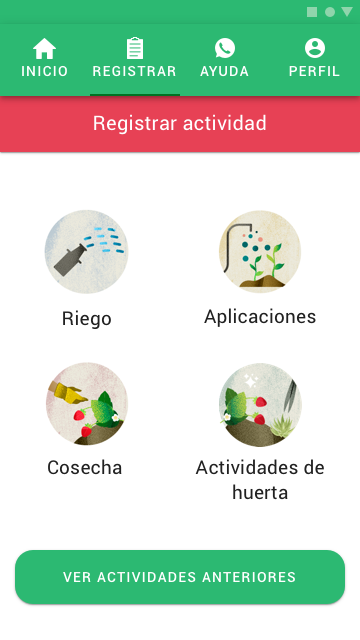 INICIO REGISTRAR AYUDA PERFIL
Registrar actividad
Riego Aplicaciones
Cosecha Actividades de
huerta
VER ACTIVIDADES ANTERIORES